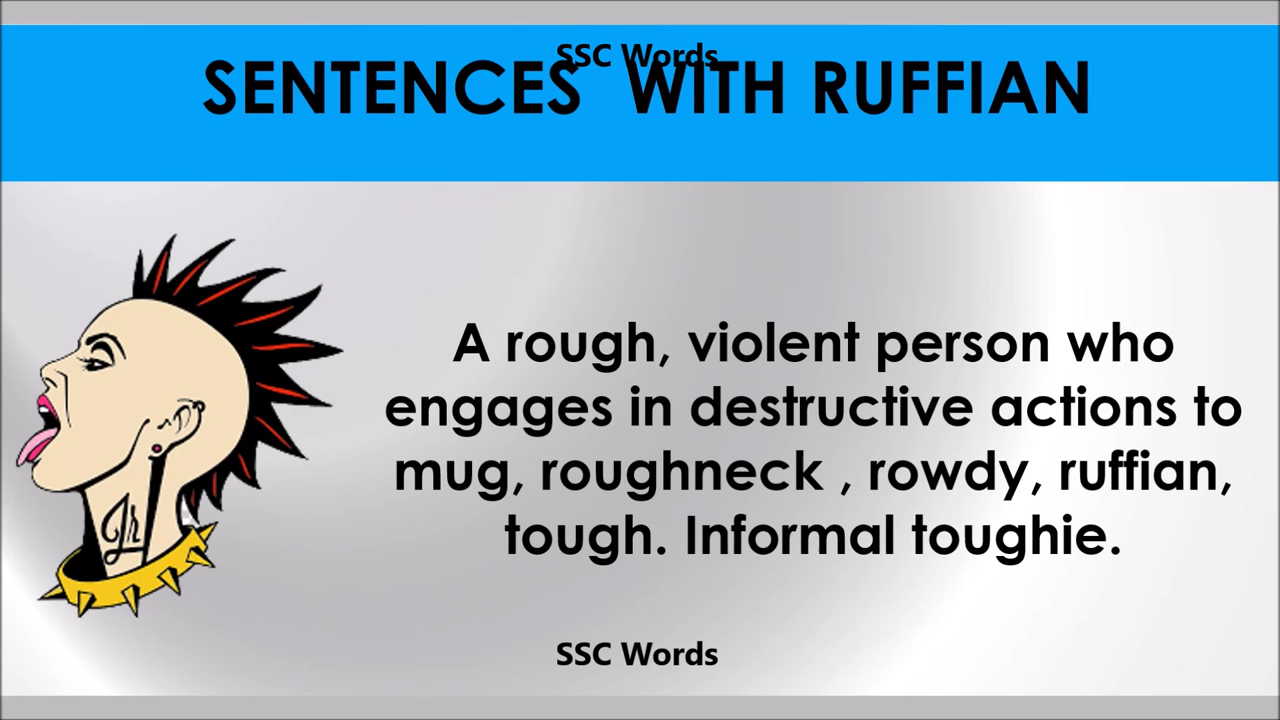 SSC Words
SENTENCES WITH RUFFIAN
A rough, violent person who
engages in destructive actions to
mug, roughneck , rowdy, ruffian,
tough. Informal toughie.
Jr
SSC Words